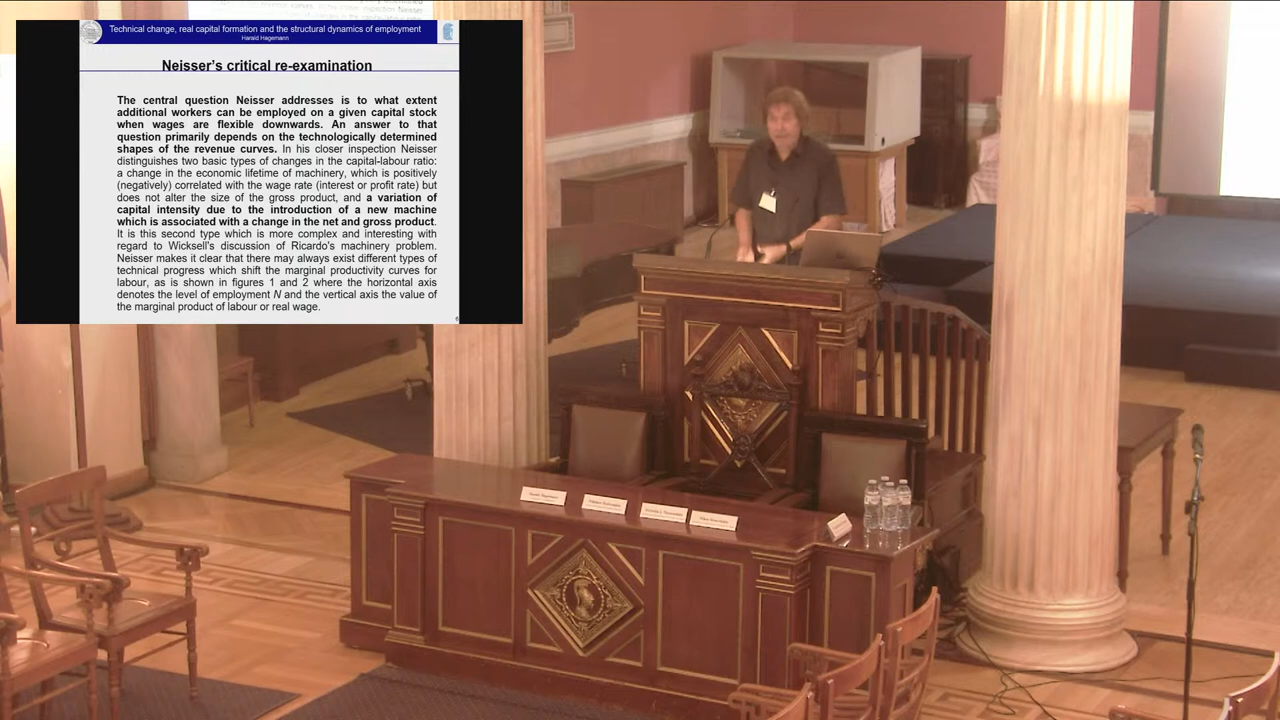 Technical change, real capital formation and the structural dynamics of employment
Harald Hagemann
Neisser's critical re-examination
The central question Neisser addresses is to what extent
additional workers can be employed on a given capital stock
when wages are flexible downwards. An answer to that
question primarily depends on the technologically determined
shapes of the revenue curves. In his closer inspection Neisser
distinguishes two basic types of changes in the capital-labour ratio:
a change in the economic lifetime of machinery, which is positively
(negatively) correlated with the wage rate (interest or profit rate) but
does not alter the size of the gross product, and a variation of
capital intensity due to the introduction of a new machine
which is associated with a change in the net and gross product.
It is this second type which is more complex and interesting with
regard to Wicksell's discussion of Ricardo's machinery problem.
Neisser makes it clear that there may always exist different types of
technical progress which shift the marginal productivity curves for
labour, as is shown in figures 1 and 2 where the horizontal axis
denotes the level of employment N and the vertical axis the value of
the marginal product of labour or real wage.